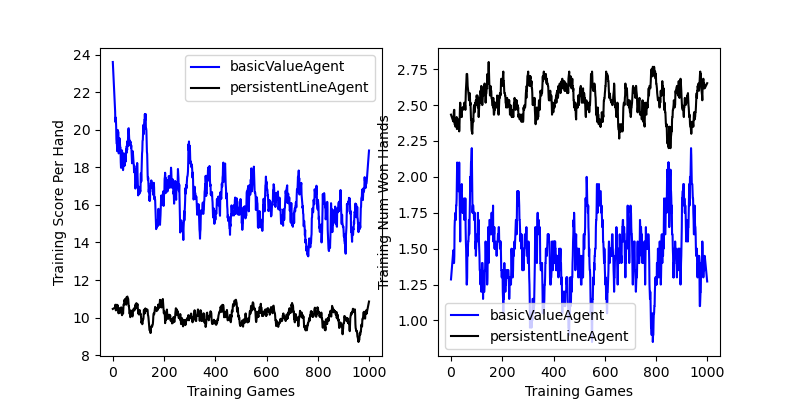 24
22
20
18
16
14
12
10
8
Training Score Per Hand
0 200 400 600 800 1000
Training Games
basicValueAgent
persistentLineAgent
2.75
2.50
2.25
2.00
1.75
1.50
1.25
1.00
Training Num Won Hands
0 200 400 600 800 1000
Training Games
basicValueAgent
persistentLineAgent